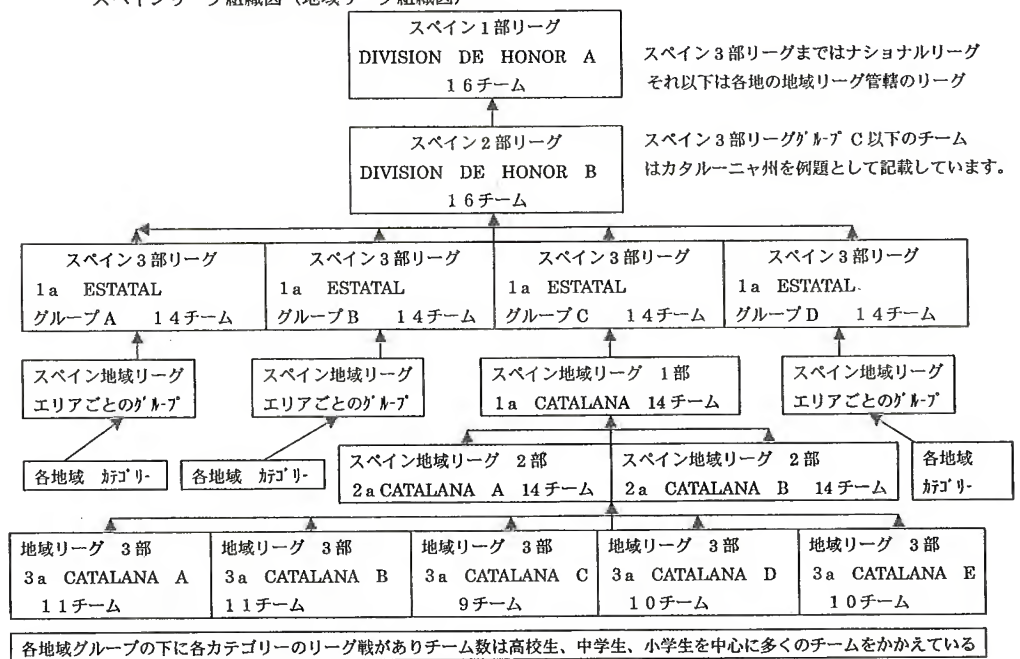 スペインリーグ組織図（地域リーグ組織図）
スペイン１部リーグ
DIVISION DE HONOR A
１６チーム
スペイン３部リーグまではナショナルリーグ
それ以下は各地の地域リーグ管轄のリーグ
スペイン２部リーグ
DIVISION DE HONOR B
１６チーム
スペイン３部リーグｸﾞﾙｰﾌﾟ C以下のチーム
はカタルーニャ州を例題として記載しています。
スペイン３部リーグ
1a ESTATAL
グループA １４チーム
スペイン３部リーグ
1a ESTATAL
グループB １４チーム
スペイン３部リーグ
1a ESTATAL
グループC １４チーム
スペイン３部リーグ
1a ESTATAL
グループD １４チーム
スペイン地域リーグ
エリアごとのｸﾞﾙｰﾌﾟ
スペイン地域リーグ
エリアごとのｸﾞﾙｰﾌﾟ
スペイン地域リーグ １部
1a CATALANA 14チーム
スペイン地域リーグ
エリアごとのｸﾞﾙｰﾌﾟ
各地域 ｶﾃｺﾞﾘｰ
各地域 ｶﾃｺﾞﾘｰ
スペイン地域リーグ ２部
2a CATALANA A 14チーム
スペイン地域リーグ ２部
2a CATALANA B 14チーム
各地域
ｶﾃｺﾞﾘｰ
地域リーグ ３部
3a CATALANA A
１１チーム
地域リーグ ３部
3a CATALANA B
１１チーム
地域リーグ ３部
3a CATALANA C
９チーム
地域リーグ ３部
3a CATALANA D
１０チーム
地域リーグ ３部
3a CATALANA E
１０チーム
各地域グループの下に各カテゴリーのリーグ戦がありチーム数は高校生、中学生、小学生を中心に多くのチームをかかえている